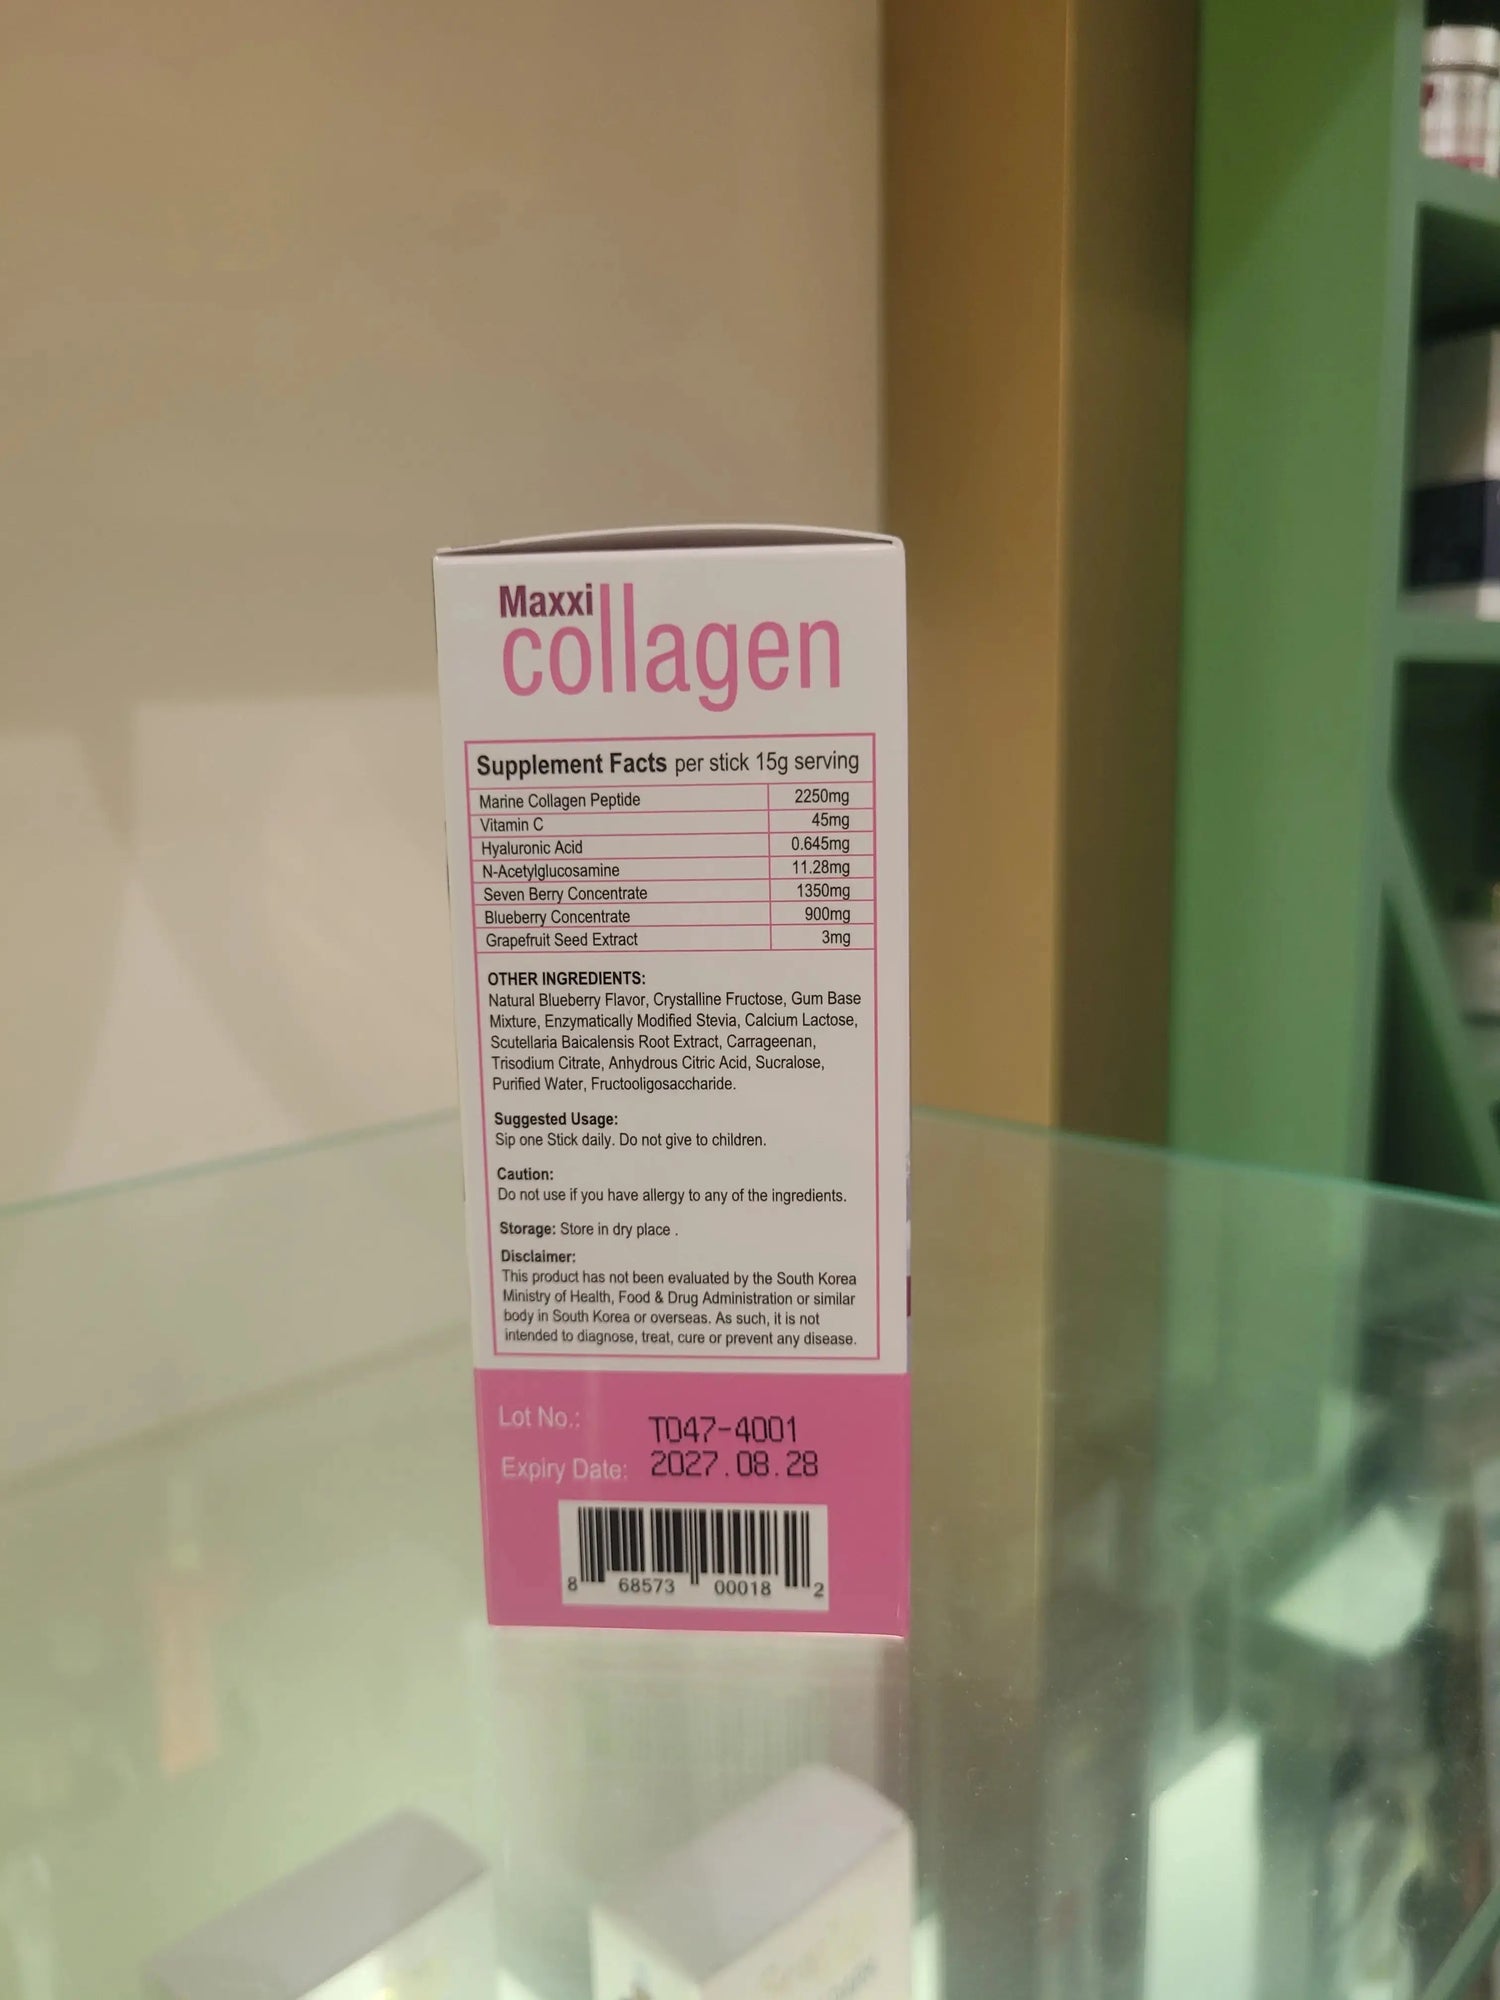 Maxxi
collagen
Supplement Facts per stick 15g serving
Marine Collagen Peptide 2250mg
Vitamin C 45mg
Hyaluronic Acid 0.645mg
N-Acetylglucosamine 11.28mg
Seven Berry Concentrate 1350mg
Blueberry Concentrate 900mg
Grapefruit Seed Extract 3mg
OTHER INGREDIENTS:
Natural Blueberry Flavor, Crystalline Fructose, Gum Base
Mixture, Enzymatically Modified Stevia, Calcium Lactose,
Scutellaria Baicalensis Root Extract, Carrageenan,
Trisodium Citrate, Anhydrous Citric Acid, Sucralose,
Purified Water, Fructooligosaccharide.
Suggested Usage:
Sip one Stick daily. Do not give to children.
Caution:
Do not use if you have allergy to any of the ingredients.
Storage: Store in dry place .
Disclaimer:
This product has not been evaluated by the South Korea
Ministry of Health, Food & Drug Administration or similar
body in South Korea or overseas. As such, it is not
intended to diagnose, treat, cure or prevent any disease.
Lot No.: T047-4001
Expiry Date: 2027.08.28
8 68573 00018 2